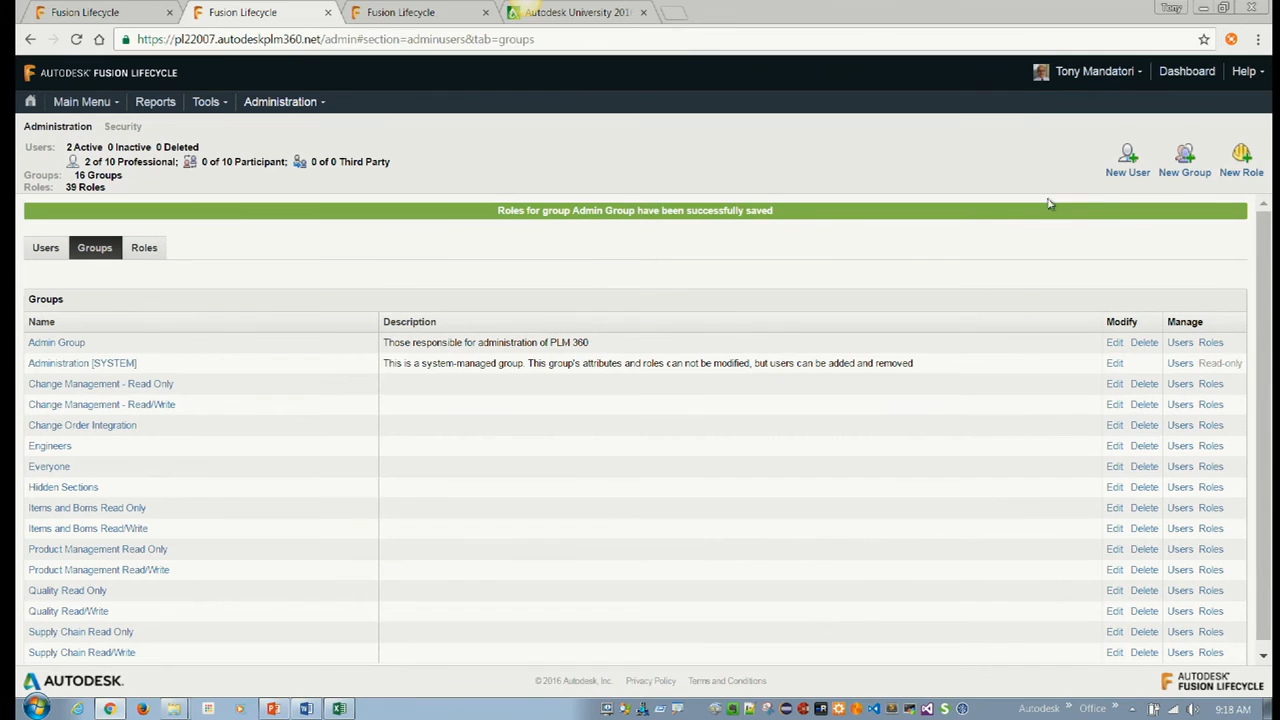 Fusion Lifecycle × Fusion Lifecycle × Fusion Lifecycle × Autodesk University 201 × Tony
https://pl22007.autodeskplm360.net/admin#section=adminusers&tab=groups
AUTODESK® FUSION LIFECYCLE Tony Mandatori Dashboard Help
Main Menu Reports Tools Administration
Administration Security
Users: 2 Active 0 Inactive 0 Deleted
2 of 10 Professional; 0 of 10 Participant; 0 of 0 Third Party
Groups: 16 Groups
Roles: 39 Roles
New User New Group New Role
Roles for group Admin Group have been successfully saved
Users Groups Roles
Groups
Name Description Modify Manage
Admin Group Those responsible for administration of PLM 360 Edit Delete Users Roles
Administration [SYSTEM] This is a system-managed group. This group's attributes and roles can not be modified, but users can be added and removed Edit Users Read-only
Change Management - Read Only Edit Delete Users Roles
Change Management - Read/Write Edit Delete Users Roles
Change Order Integration Edit Delete Users Roles
Engineers Edit Delete Users Roles
Everyone Edit Delete Users Roles
Hidden Sections Edit Delete Users Roles
Items and Boms Read Only Edit Delete Users Roles
Items and Boms Read/Write Edit Delete Users Roles
Product Management Read Only Edit Delete Users Roles
Product Management Read/Write Edit Delete Users Roles
Quality Read Only Edit Delete Users Roles
Quality Read/Write Edit Delete Users Roles
Supply Chain Read Only Edit Delete Users Roles
Supply Chain Read/Write Edit Delete Users Roles
AUTODESK. © 2016 Autodesk, Inc. Privacy Policy Terms and Conditions AUTODESK® FUSION LIFECYCLE
Autodesk » Office » 9:18 AM